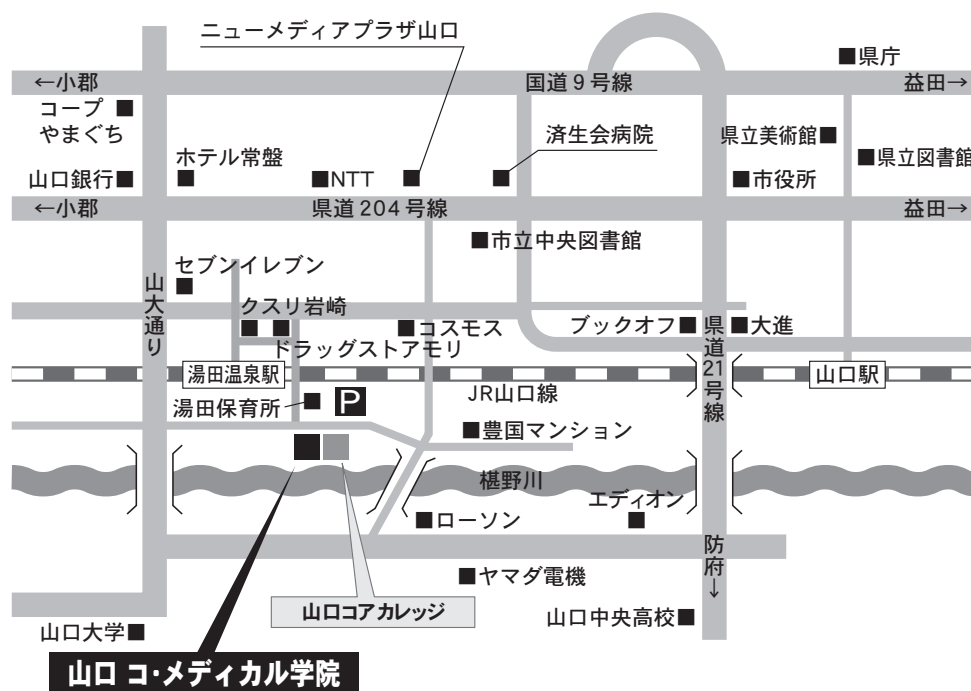 ニューメディアプラザ山口
■県庁
←小郡
国道9号線
益田→
コープ■
やまぐち
ホテル常盤
済生会病院
県立美術館■
■県立図書館
山口銀行■
■NTT
■市役所
←小郡
県道204号線
益田→
■市立中央図書館
セブンイレブン
山大通り
クスリ岩崎
■コスモス
ブックオフ■
■大進
県道21号線
ドラッグストアモリ
湯田温泉駅
山口駅
JR山口線
湯田保育所
P
■豊国マンション
椹野川
エディオン
■ローソン
防府→
■ヤマダ電機
山口コアカレッジ
山口中央高校■
山口大学■
山口 コ・メディカル学院